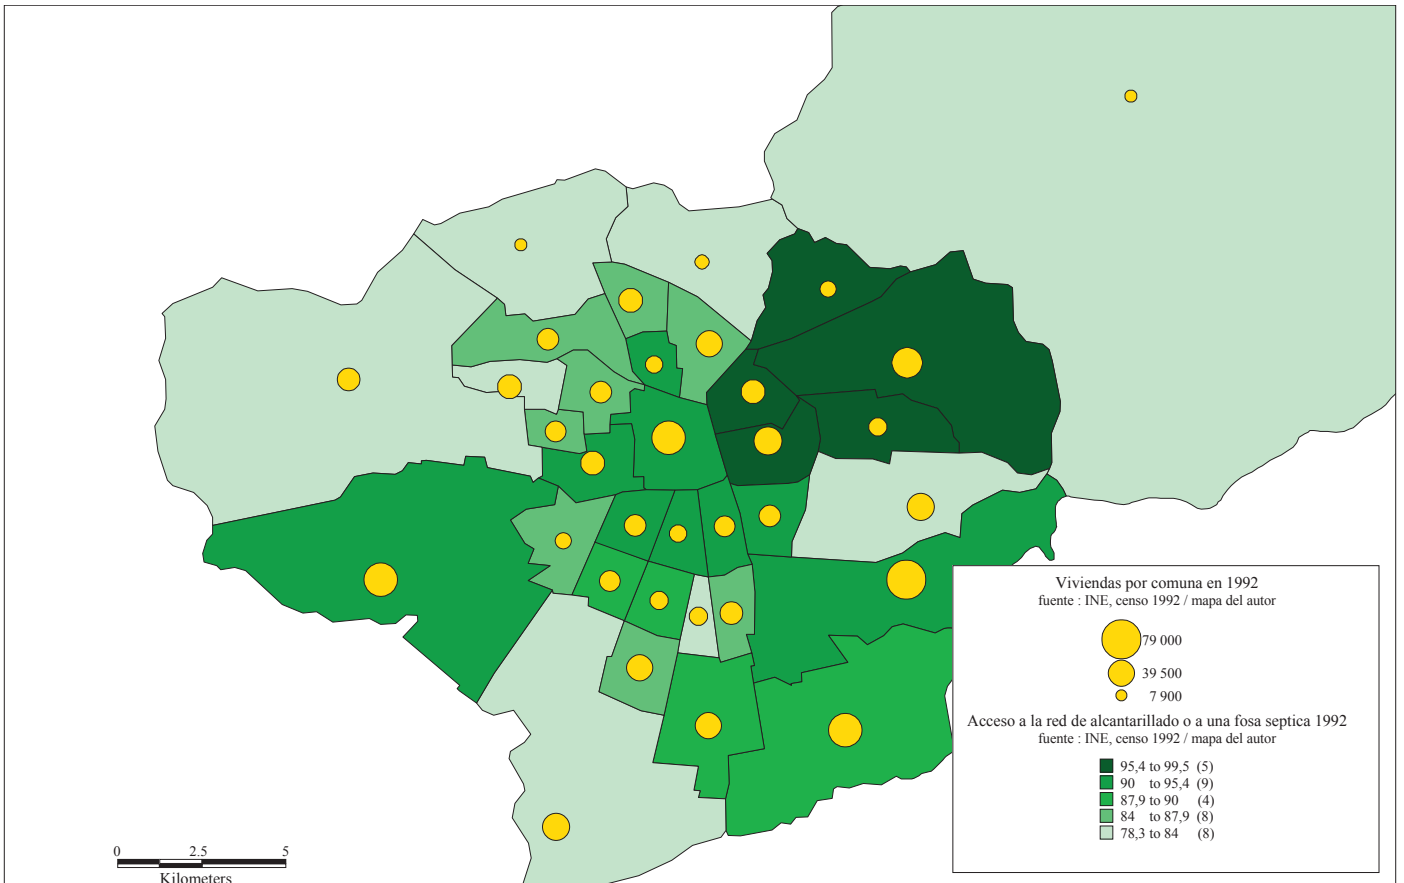 Viviendas por comuna en 1992
fuente : INE, censo 1992 / mapa del autor
79 000
39 500
7 900
Acceso a la red de alcantarillado o a una fosa septica 1992
fuente : INE, censo 1992 / mapa del autor
95,4 to 99,5 (5)
90 to 95,4 (9)
87,9 to 90 (4)
84 to 87,9 (8)
78,3 to 84 (8)
0 2.5 5
Kilometers